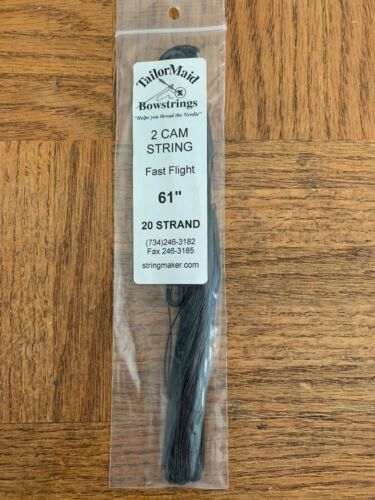 TailorMaid
Bowstrings
"Helps you thread the Needle"
2 CAM
STRING
Fast Flight
61"
20 STRAND
(734)246-3182
Fax 246-3185
stringmaker.com